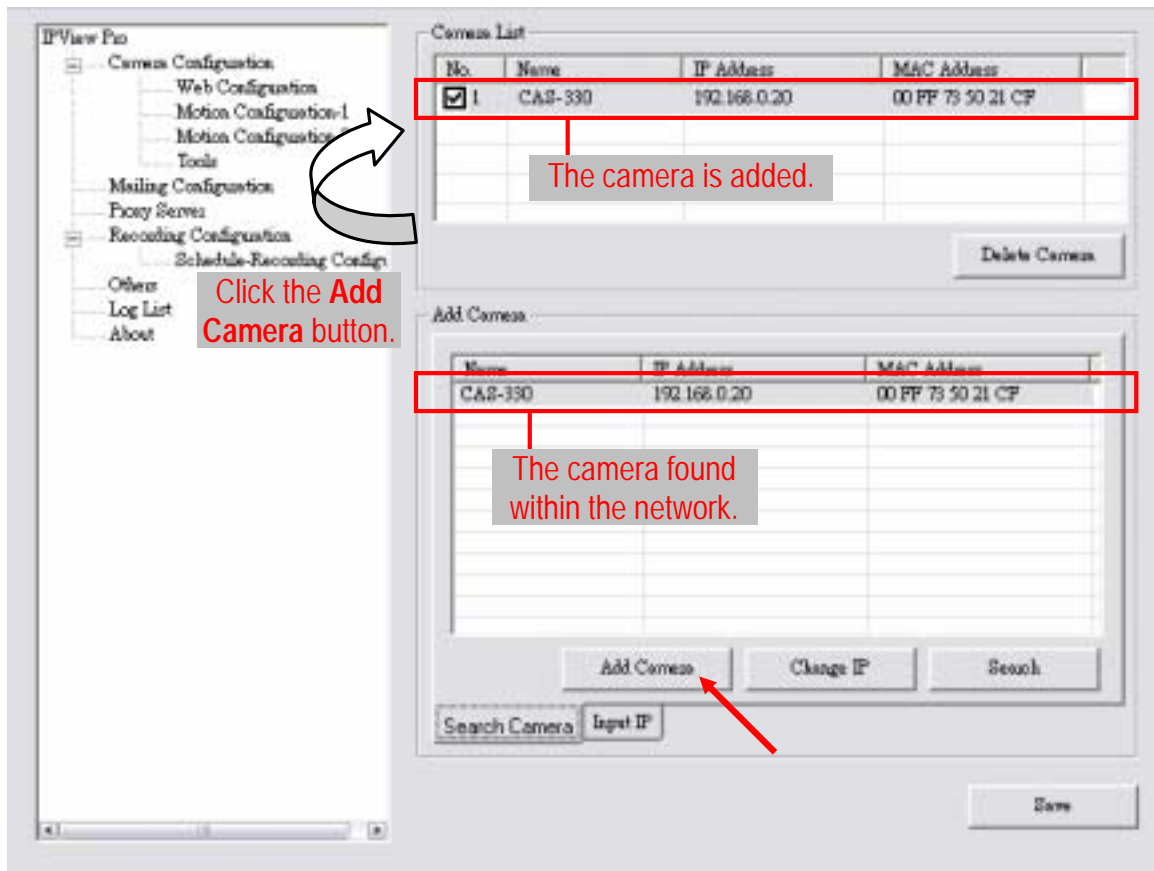 IPView Pro
Camera Configuration
Web Configuration
Motion Configuration-1
Motion Configuration-
Tools
Mailing Configuration
Proxy Server
Recording Configuration
Schedule-Recording Config
Others
Log List
About
Click the Add
Camera button.
Camera List
No. Name IP Address MAC Address
1 CAS-330 192.168.0.20 00 FF 73 50 21 CF
The camera is added.
Delete Camera
Add Camera
Name IP Address MAC Address
CAS-330 192.168.0.20 00 FF 73 50 21 CF
The camera found
within the network.
Add Camera Change IP Search
Search Camera Input IP
Save